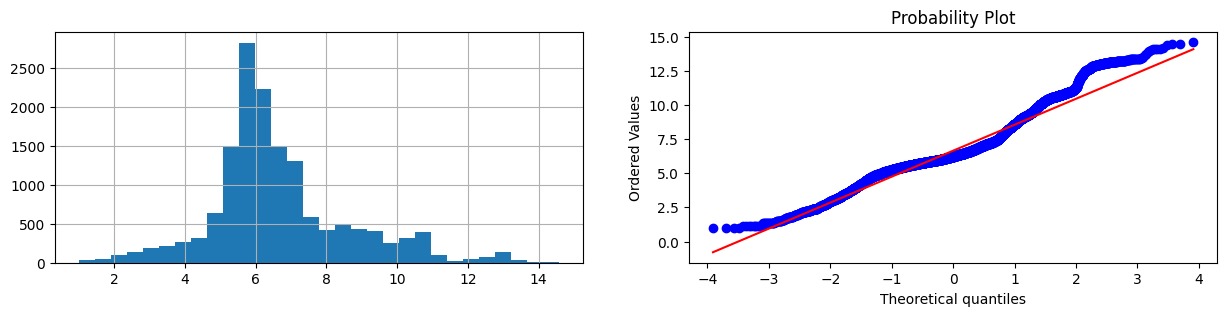 2500
2000
1500
1000
500
0
2 4 6 8 10 12 14
Probability Plot
Ordered Values
15.0
12.5
10.0
7.5
5.0
2.5
0.0
−4 −3 −2 −1 0 1 2 3 4
Theoretical quantiles